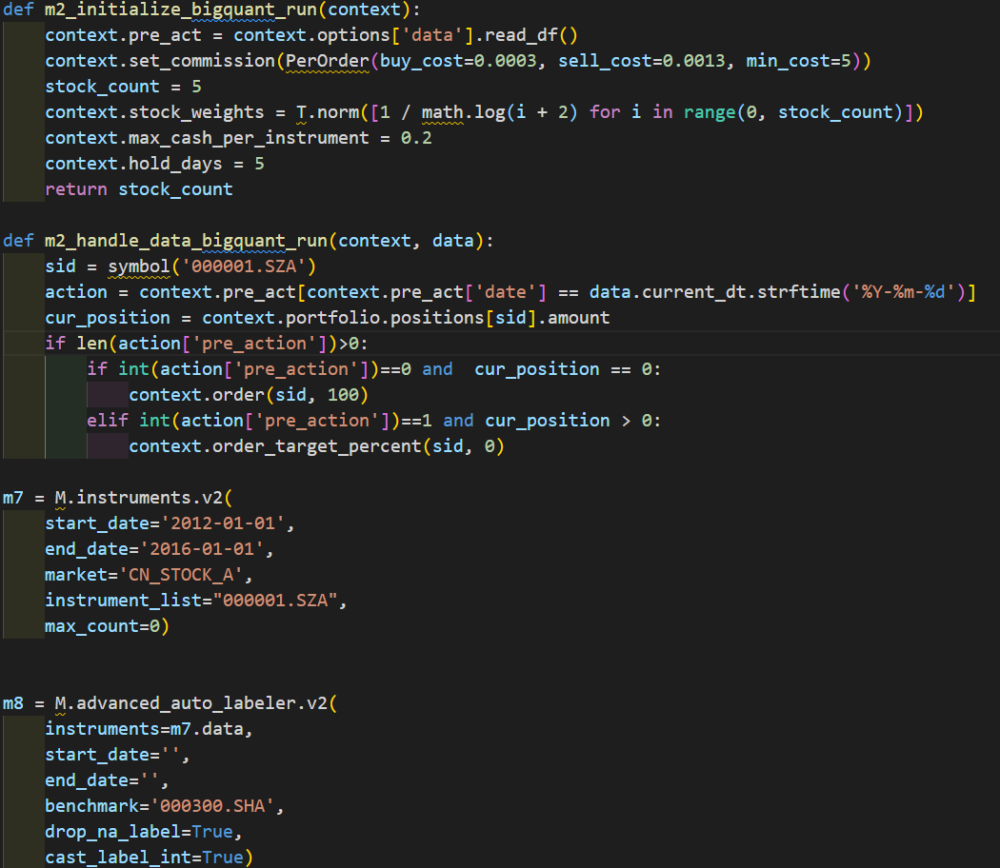 def m2_initialize_bigquant_run(context):
    context.pre_act = context.options['data'].read_df()
    context.set_commission(PerOrder(buy_cost=0.0003, sell_cost=0.0013, min_cost=5))
    stock_count = 5
    context.stock_weights = T.norm([1 / math.log(i + 2) for i in range(0, stock_count)])
    context.max_cash_per_instrument = 0.2
    context.hold_days = 5
    return stock_count

def m2_handle_data_bigquant_run(context, data):
    sid = symbol('000001.SZA')
    action = context.pre_act[context.pre_act['date'] == data.current_dt.strftime('%Y-%m-%d')]
    cur_position = context.portfolio.positions[sid].amount
    if len(action['pre_action'])>0:
        if int(action['pre_action'])==0 and  cur_position == 0:
            context.order(sid, 100)
        elif int(action['pre_action'])==1 and cur_position > 0:
            context.order_target_percent(sid, 0)

m7 = M.instruments.v2(
    start_date='2012-01-01',
    end_date='2016-01-01',
    market='CN_STOCK_A',
    instrument_list="000001.SZA",
    max_count=0)


m8 = M.advanced_auto_labeler.v2(
    instruments=m7.data,
    start_date='',
    end_date='',
    benchmark='000300.SHA',
    drop_na_label=True,
    cast_label_int=True)